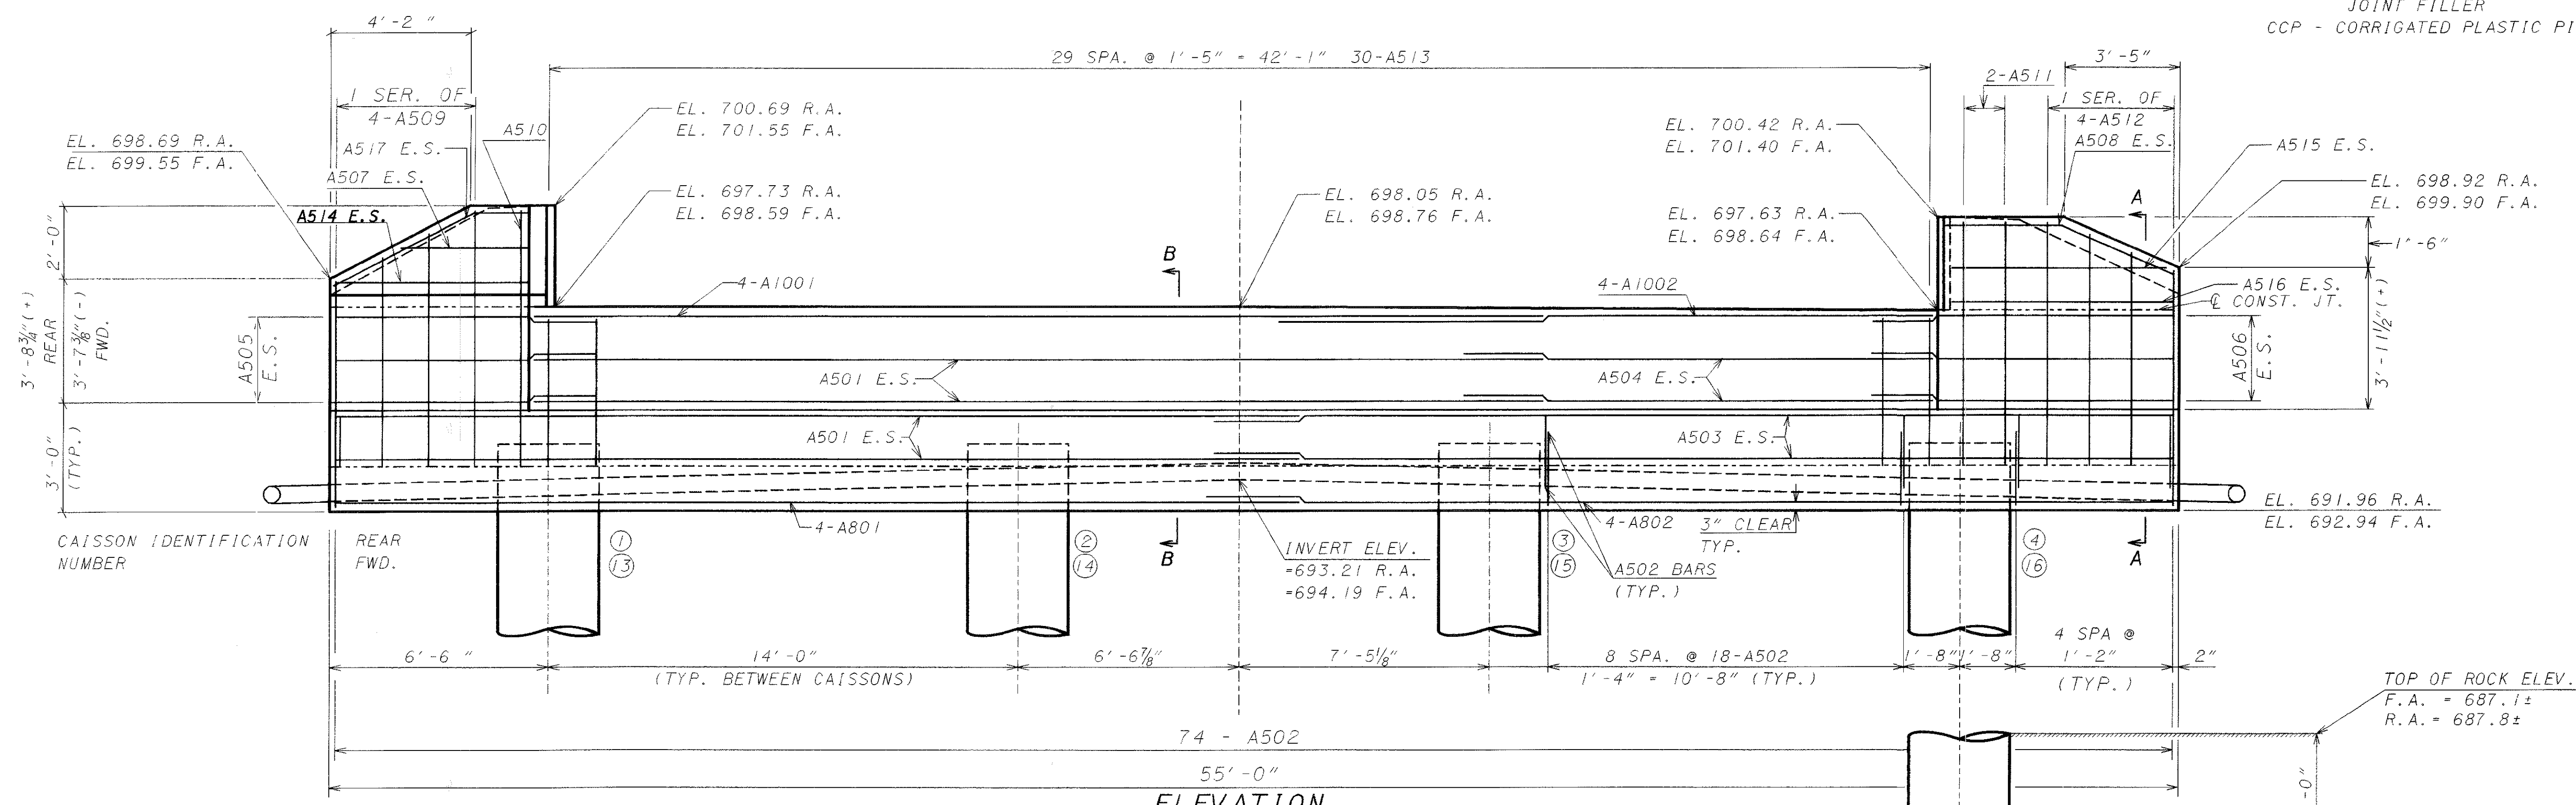 JOINT FILLER
CCP - CORRIGATED PLASTIC PI
4'-2 "
29 SPA. @ 1'-5" = 42'-1" 30-A513
3'-5"
2-A511
1 SER. OF
4-A509
1 SER. OF
4-A512
A510
EL. 700.69 R.A.
EL. 701.55 F.A.
EL. 700.42 R.A.
EL. 701.40 F.A.
A508 E.S.
A515 E.S.
EL. 698.69 R.A.
EL. 699.55 F.A.
A517 E.S.
A507 E.S.
A514 E.S.
EL. 697.73 R.A.
EL. 698.59 F.A.
EL. 698.05 R.A.
EL. 698.76 F.A.
EL. 697.63 R.A.
EL. 698.64 F.A.
EL. 698.92 R.A.
EL. 699.90 F.A.
A
2'-0"
1'-6"
B
4-A1001
4-A1002
A516 E.S.
℄ CONST. JT.
3'-8¾"(+)
REAR
3'-7⅜"(-)
FWD.
A505
E.S.
A501 E.S.
A504 E.S.
A506
E.S.
3'-11½"(+)
A501 E.S.
A503 E.S.
3'-0"
(TYP.)
EL. 691.96 R.A.
EL. 692.94 F.A.
4-A801
4-A802
3" CLEAR
TYP.
CAISSON IDENTIFICATION
NUMBER
REAR
FWD.
1
13
2
14
B
INVERT ELEV.
=693.21 R.A.
=694.19 F.A.
3
15
A502 BARS
(TYP.)
4
16
A
6'-6 "
14'-0"
(TYP. BETWEEN CAISSONS)
6'-6⅞"
7'-5⅛"
8 SPA. @ 18-A502
1'-4" = 10'-8" (TYP.)
1'-8"
1'-8"
4 SPA @
1'-2"
(TYP.)
2"
TOP OF ROCK ELEV.
F.A. = 687.1±
R.A. = 687.8±
74 - A502
55'-0"
-0"
ELEVATION